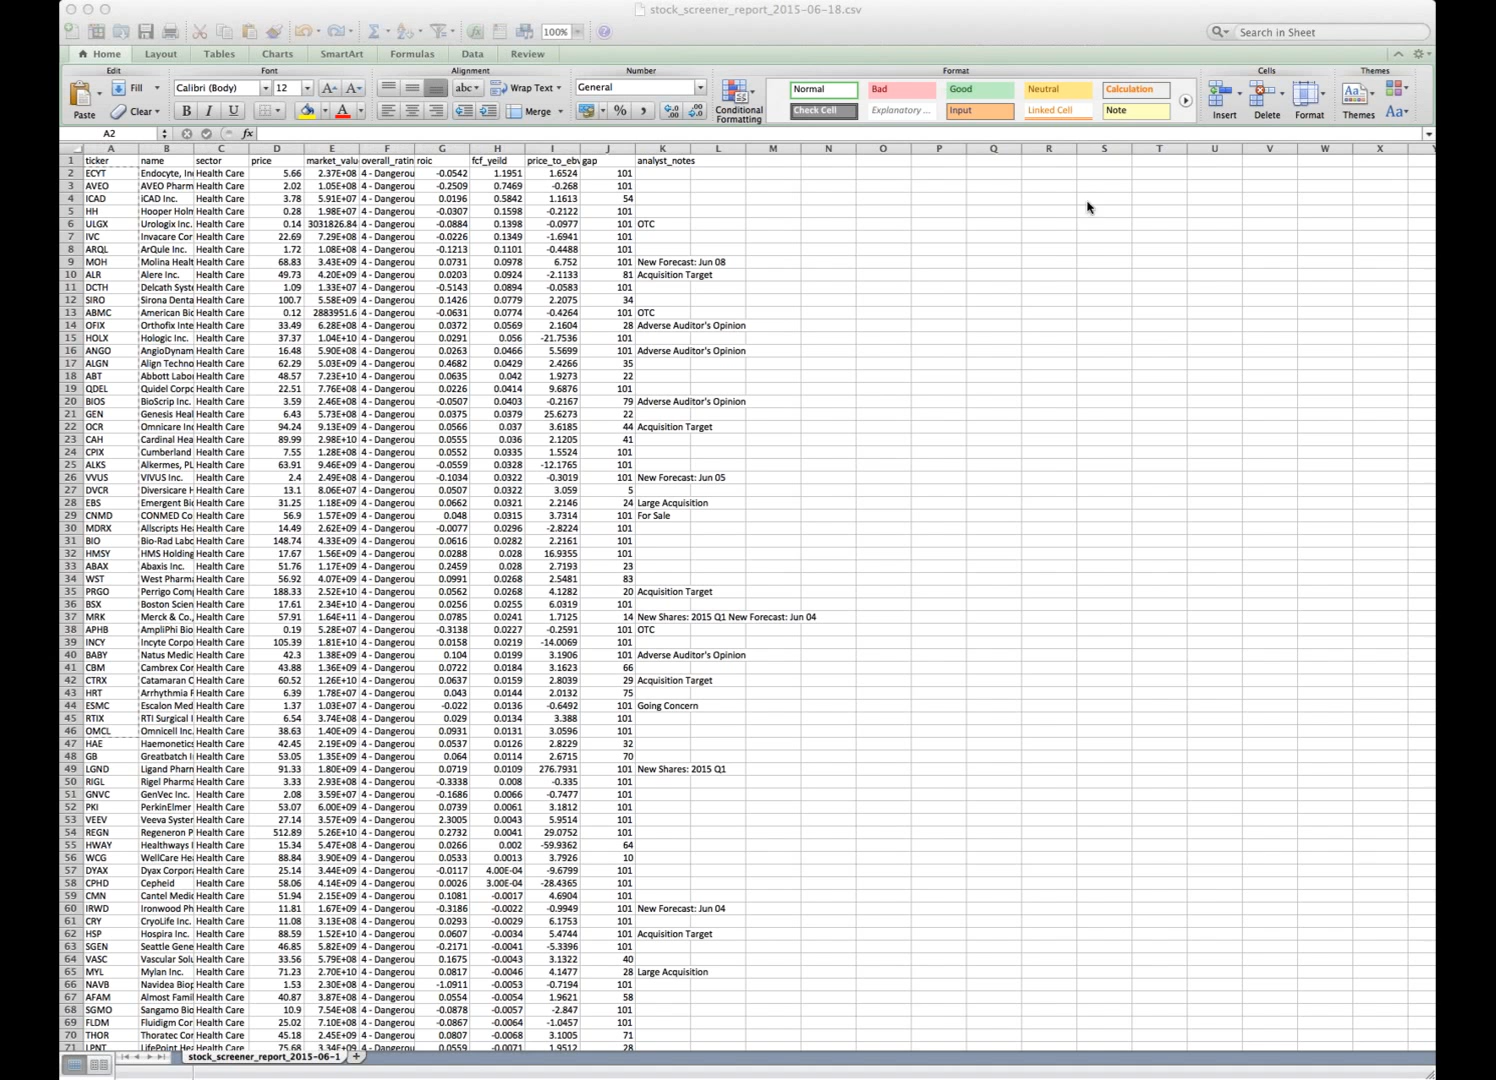 stock_screener_report_2015-06-18.csv
100% Search in Sheet
Home Layout Tables Charts SmartArt Formulas Data Review
Edit Font Alignment Number Format Cells Themes
Fill Calibri (Body) 12 A A abc Wrap Text General Normal Bad Good Neutral Calculation
Paste Clear B I U A Merge % Conditional Formatting Check Cell Explanatory ... Input Linked Cell Note Insert Delete Format Themes Aa
A2 fx
A B C D E F G H I J K L M N O P Q R S T U V W X
1 ticker name sector price market_valu overall_ratin roic fcf_yeild price_to_ebv gap analyst_notes
2 ECYT Endocyte, In Health Care 5.66 2.37E+08 4 - Dangerou -0.0542 1.1951 1.6524 101
3 AVEO AVEO Pharm Health Care 2.02 1.05E+08 4 - Dangerou -0.2509 0.7469 -0.268 101
4 ICAD iCAD Inc. Health Care 3.78 5.91E+07 4 - Dangerou 0.0196 0.5842 1.1613 54
5 HH Hooper Holm Health Care 0.28 1.98E+07 4 - Dangerou -0.0307 0.1598 -0.2122 101
6 ULGX Urologix Inc. Health Care 0.14 3031826.84 4 - Dangerou -0.0884 0.1398 -0.0977 101 OTC
7 IVC Invacare Cor Health Care 22.69 7.29E+08 4 - Dangerou -0.0226 0.1349 -1.6941 101
8 ARQL ArQule Inc. Health Care 1.72 1.08E+08 4 - Dangerou -0.1213 0.1101 -0.4488 101
9 MOH Molina Healt Health Care 68.83 3.43E+09 4 - Dangerou 0.0731 0.0978 6.752 101 New Forecast: Jun 08
10 ALR Alere Inc. Health Care 49.73 4.20E+09 4 - Dangerou 0.0203 0.0924 -2.1133 81 Acquisition Target
11 DCTH Delcath Syste Health Care 1.09 1.33E+07 4 - Dangerou -0.5143 0.0894 -0.0583 101
12 SIRO Sirona Denta Health Care 100.7 5.58E+09 4 - Dangerou 0.1426 0.0779 2.2075 34
13 ABMC American Bio Health Care 0.12 2883951.6 4 - Dangerou -0.0631 0.0774 -0.4264 101 OTC
14 OFIX Orthofix Inte Health Care 33.49 6.28E+08 4 - Dangerou 0.0372 0.0569 2.1604 28 Adverse Auditor's Opinion
15 HOLX Hologic Inc. Health Care 37.37 1.04E+10 4 - Dangerou 0.0291 0.056 -21.7536 101
16 ANGO AngioDynam Health Care 16.48 5.90E+08 4 - Dangerou 0.0263 0.0466 5.5699 101 Adverse Auditor's Opinion
17 ALGN Align Techno Health Care 62.29 5.03E+09 4 - Dangerou 0.4682 0.0429 2.4266 35
18 ABT Abbott Labor Health Care 48.57 7.23E+10 4 - Dangerou 0.0635 0.042 1.9273 22
19 QDEL Quidel Corpo Health Care 22.51 7.76E+08 4 - Dangerou 0.0226 0.0414 9.6876 101
20 BIOS BioScrip Inc. Health Care 3.59 2.46E+08 4 - Dangerou -0.0507 0.0403 -0.2167 79 Adverse Auditor's Opinion
21 GEN Genesis Heal Health Care 6.43 5.73E+08 4 - Dangerou 0.0375 0.0379 25.6273 22
22 OCR Omnicare Inc Health Care 94.24 9.13E+09 4 - Dangerou 0.0566 0.037 3.6185 44 Acquisition Target
23 CAH Cardinal Hea Health Care 89.99 2.98E+10 4 - Dangerou 0.0555 0.036 2.1205 41
24 CPIX Cumberland Health Care 7.55 1.28E+08 4 - Dangerou 0.0552 0.0335 1.5524 101
25 ALKS Alkermes, PL Health Care 63.91 9.46E+09 4 - Dangerou -0.0559 0.0328 -12.1765 101
26 VVUS VIVUS Inc. Health Care 2.4 2.49E+08 4 - Dangerou -0.1034 0.0322 -0.3019 101 New Forecast: Jun 05
27 DVCR Diversicare H Health Care 13.1 8.06E+07 4 - Dangerou 0.0507 0.0322 3.059 5
28 EBS Emergent Bio Health Care 31.25 1.18E+09 4 - Dangerou 0.0662 0.0321 2.2146 24 Large Acquisition
29 CNMD CONMED Co Health Care 56.9 1.57E+09 4 - Dangerou 0.048 0.0315 3.7314 101 For Sale
30 MDRX Allscripts Hea Health Care 14.49 2.62E+09 4 - Dangerou -0.0077 0.0296 -2.8224 101
31 BIO Bio-Rad Labo Health Care 148.74 4.33E+09 4 - Dangerou 0.0616 0.0282 2.2161 101
32 HMSY HMS Holding Health Care 17.67 1.56E+09 4 - Dangerou 0.0288 0.028 16.9355 101
33 ABAX Abaxis Inc. Health Care 51.76 1.17E+09 4 - Dangerou 0.2459 0.028 2.7193 23
34 WST West Pharma Health Care 56.92 4.07E+09 4 - Dangerou 0.0991 0.0268 2.5481 83
35 PRGO Perrigo Com Health Care 188.33 2.52E+10 4 - Dangerou 0.0562 0.0268 4.1282 20 Acquisition Target
36 BSX Boston Scien Health Care 17.61 2.34E+10 4 - Dangerou 0.0256 0.0255 6.0319 101
37 MRK Merck & Co., Health Care 57.91 1.64E+11 4 - Dangerou 0.0785 0.0241 1.7125 14 New Shares: 2015 Q1 New Forecast: Jun 04
38 APHB AmpliPhi Bio Health Care 0.19 5.28E+07 4 - Dangerou -0.3138 0.0227 -0.2591 101 OTC
39 INCY Incyte Corpo Health Care 105.39 1.81E+10 4 - Dangerou 0.0158 0.0219 -14.0069 101
40 BABY Natus Medic Health Care 42.3 1.38E+09 4 - Dangerou 0.104 0.0199 3.1906 101 Adverse Auditor's Opinion
41 CBM Cambrex Cor Health Care 43.88 1.36E+09 4 - Dangerou 0.0722 0.0184 3.1623 66
42 CTRX Catamaran C Health Care 60.52 1.26E+10 4 - Dangerou 0.0637 0.0159 2.8039 29 Acquisition Target
43 HRT Arrhythmia R Health Care 6.39 1.78E+07 4 - Dangerou 0.043 0.0144 2.0132 75
44 ESMC Escalon Med Health Care 1.37 1.03E+07 4 - Dangerou -0.022 0.0136 -0.6492 101 Going Concern
45 RTIX RTI Surgical I Health Care 6.54 3.74E+08 4 - Dangerou 0.029 0.0134 3.388 101
46 OMCL Omnicell Inc. Health Care 38.63 1.40E+09 4 - Dangerou 0.0931 0.0131 3.0596 101
47 HAE Haemonetics Health Care 42.45 2.19E+09 4 - Dangerou 0.0537 0.0126 2.8229 32
48 GB Greatbatch I Health Care 53.05 1.35E+09 4 - Dangerou 0.064 0.0114 2.6715 70
49 LGND Ligand Pharn Health Care 91.33 1.80E+09 4 - Dangerou 0.0719 0.0109 276.7931 101 New Shares: 2015 Q1
50 RIGL Rigel Pharma Health Care 3.33 2.93E+08 4 - Dangerou -0.3338 0.008 -0.335 101
51 GNVC GenVec Inc. Health Care 2.08 3.59E+07 4 - Dangerou -0.1686 0.0066 -0.7477 101
52 PKI PerkinElmer Health Care 53.07 6.00E+09 4 - Dangerou 0.0739 0.0061 3.1812 101
53 VEEV Veeva System Health Care 27.14 3.57E+09 4 - Dangerou 2.3005 0.0043 5.9514 101
54 REGN Regeneron P Health Care 512.89 5.26E+10 4 - Dangerou 0.2732 0.0041 29.0752 101
55 HWAY Healthways I Health Care 15.34 5.47E+08 4 - Dangerou 0.0266 0.002 -59.9362 64
56 WCG WellCare Hea Health Care 88.84 3.90E+09 4 - Dangerou 0.0533 0.0013 3.7926 10
57 DYAX Dyax Corpora Health Care 25.14 3.44E+09 4 - Dangerou -0.0117 4.00E-04 -9.6799 101
58 CPHD Cepheid Health Care 58.06 4.14E+09 4 - Dangerou 0.0026 3.00E-04 -28.4365 101
59 CMN Cantel Medic Health Care 51.94 2.15E+09 4 - Dangerou 0.1081 -0.0017 4.6904 101
60 IRWD Ironwood Ph Health Care 11.81 1.67E+09 4 - Dangerou -0.3186 -0.0022 -0.9949 101 New Forecast: Jun 04
61 CRY CryoLife Inc. Health Care 11.08 3.13E+08 4 - Dangerou 0.0293 -0.0029 6.1753 101
62 HSP Hospira Inc. Health Care 88.59 1.52E+10 4 - Dangerou 0.0607 -0.0034 5.4744 101 Acquisition Target
63 SGEN Seattle Gene Health Care 46.85 5.82E+09 4 - Dangerou -0.2171 -0.0041 -5.3396 101
64 VASC Vascular Solu Health Care 33.56 5.79E+08 4 - Dangerou 0.1675 -0.0043 3.1322 40
65 MYL Mylan Inc. Health Care 71.23 2.70E+10 4 - Dangerou 0.0817 -0.0046 4.1477 28 Large Acquisition
66 NAVB Navidea Biop Health Care 1.53 2.30E+08 4 - Dangerou -1.0911 -0.0053 -0.7194 101
67 AFAM Almost Famil Health Care 40.87 3.87E+08 4 - Dangerou 0.0554 -0.0054 1.9621 58
68 SGMO Sangamo Bio Health Care 10.9 7.54E+08 4 - Dangerou -0.0878 -0.0057 -2.847 101
69 FLDM Fluidigm Cor Health Care 25.02 7.10E+08 4 - Dangerou -0.0867 -0.0064 -1.0457 101
70 THOR Thoratec Cor Health Care 45.18 2.45E+09 4 - Dangerou 0.0807 -0.0068 3.1005 71
71 LPNT LifePoint Hea Health Care 75.68 3.34E+09 4 - Dangerou 0.0559 -0.0071 1.9512 28
stock_screener_report_2015-06-1 +